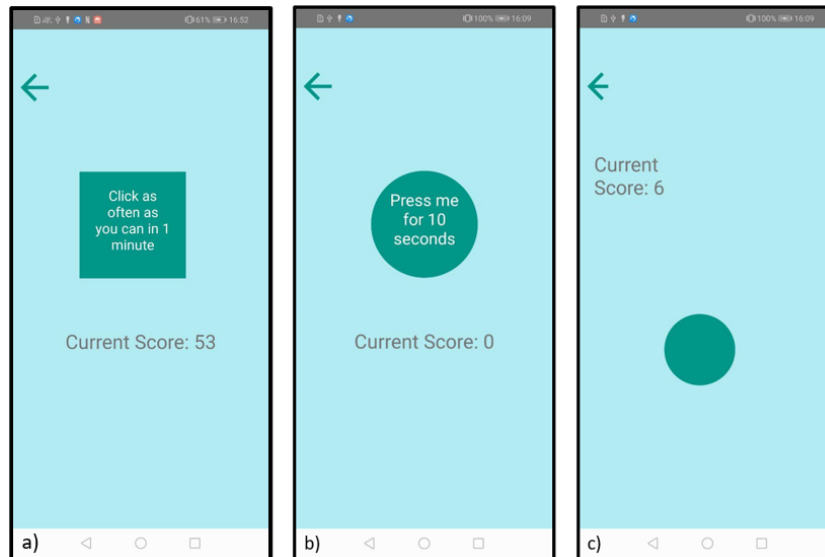 61% 16:52
Click as
often as
you can in 1
minute
Current Score: 53
a)
100% 16:09
Press me
for 10
seconds
Current Score: 0
b)
100% 16:09
Current
Score: 6
c)